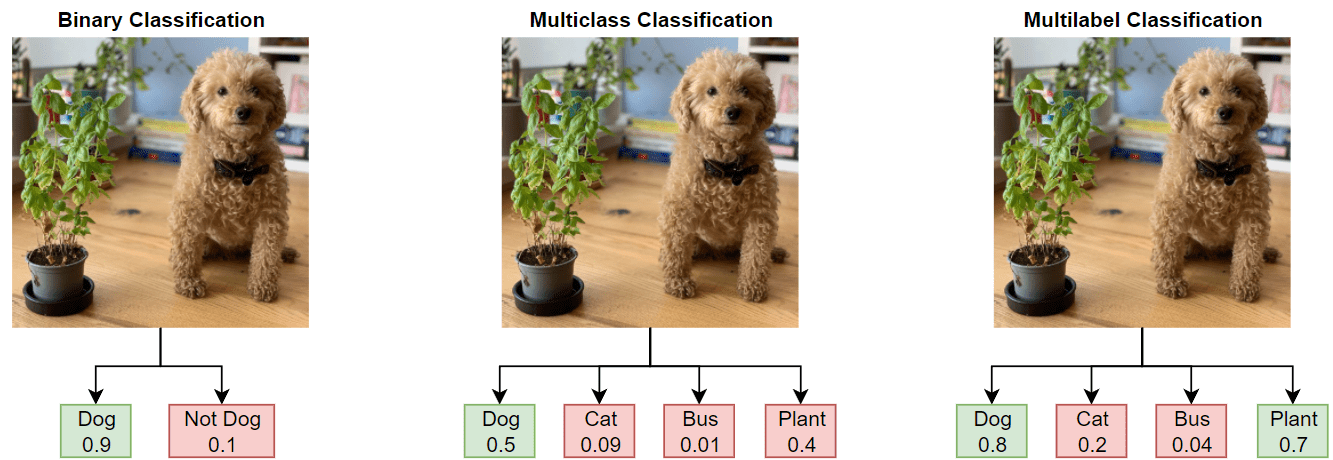 Binary Classification
Multiclass Classification
Multilabel Classification
Dog
0.9
Not Dog
0.1
Dog
0.5
Cat
0.09
Bus
0.01
Plant
0.4
Dog
0.8
Cat
0.2
Bus
0.04
Plant
0.7